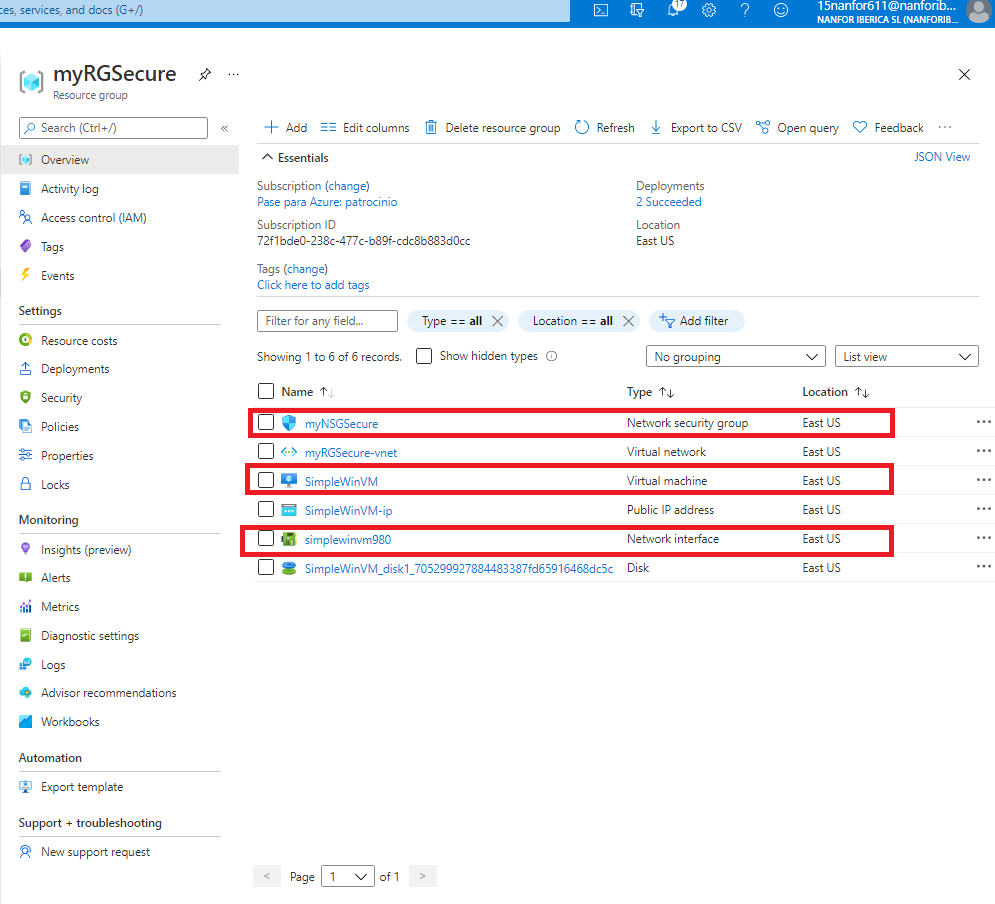 ces, services, and docs (G+/)
17
15nanfor611@nanforib...
NANFOR IBERICA SL (NANFORIB...
myRGSecure
...
Resource group
Search (Ctrl+/)
«
Overview
Activity log
Access control (IAM)
Tags
Events
Settings
Resource costs
Deployments
Security
Policies
Properties
Locks
Monitoring
Insights (preview)
Alerts
Metrics
Diagnostic settings
Logs
Advisor recommendations
Workbooks
Automation
Export template
Support + troubleshooting
New support request
Add Edit columns Delete resource group Refresh Export to CSV Open query Feedback ...
Essentials JSON View
Subscription (change) Deployments
Pase para Azure: patrocinio 2 Succeeded
Subscription ID Location
72f1bde0-238c-477c-b89f-cdc8b883d0cc East US
Tags (change)
Click here to add tags
Filter for any field... Type == all Location == all Add filter
Showing 1 to 6 of 6 records. Show hidden types No grouping List view
Name Type Location
myNSGSecure Network security group East US ...
myRGSecure-vnet Virtual network East US ...
SimpleWinVM Virtual machine East US ...
SimpleWinVM-ip Public IP address East US ...
simplewinvm980 Network interface East US ...
SimpleWinVM_disk1_705299927884483387fd65916468dc5c Disk East US ...
< Page 1 of 1 >